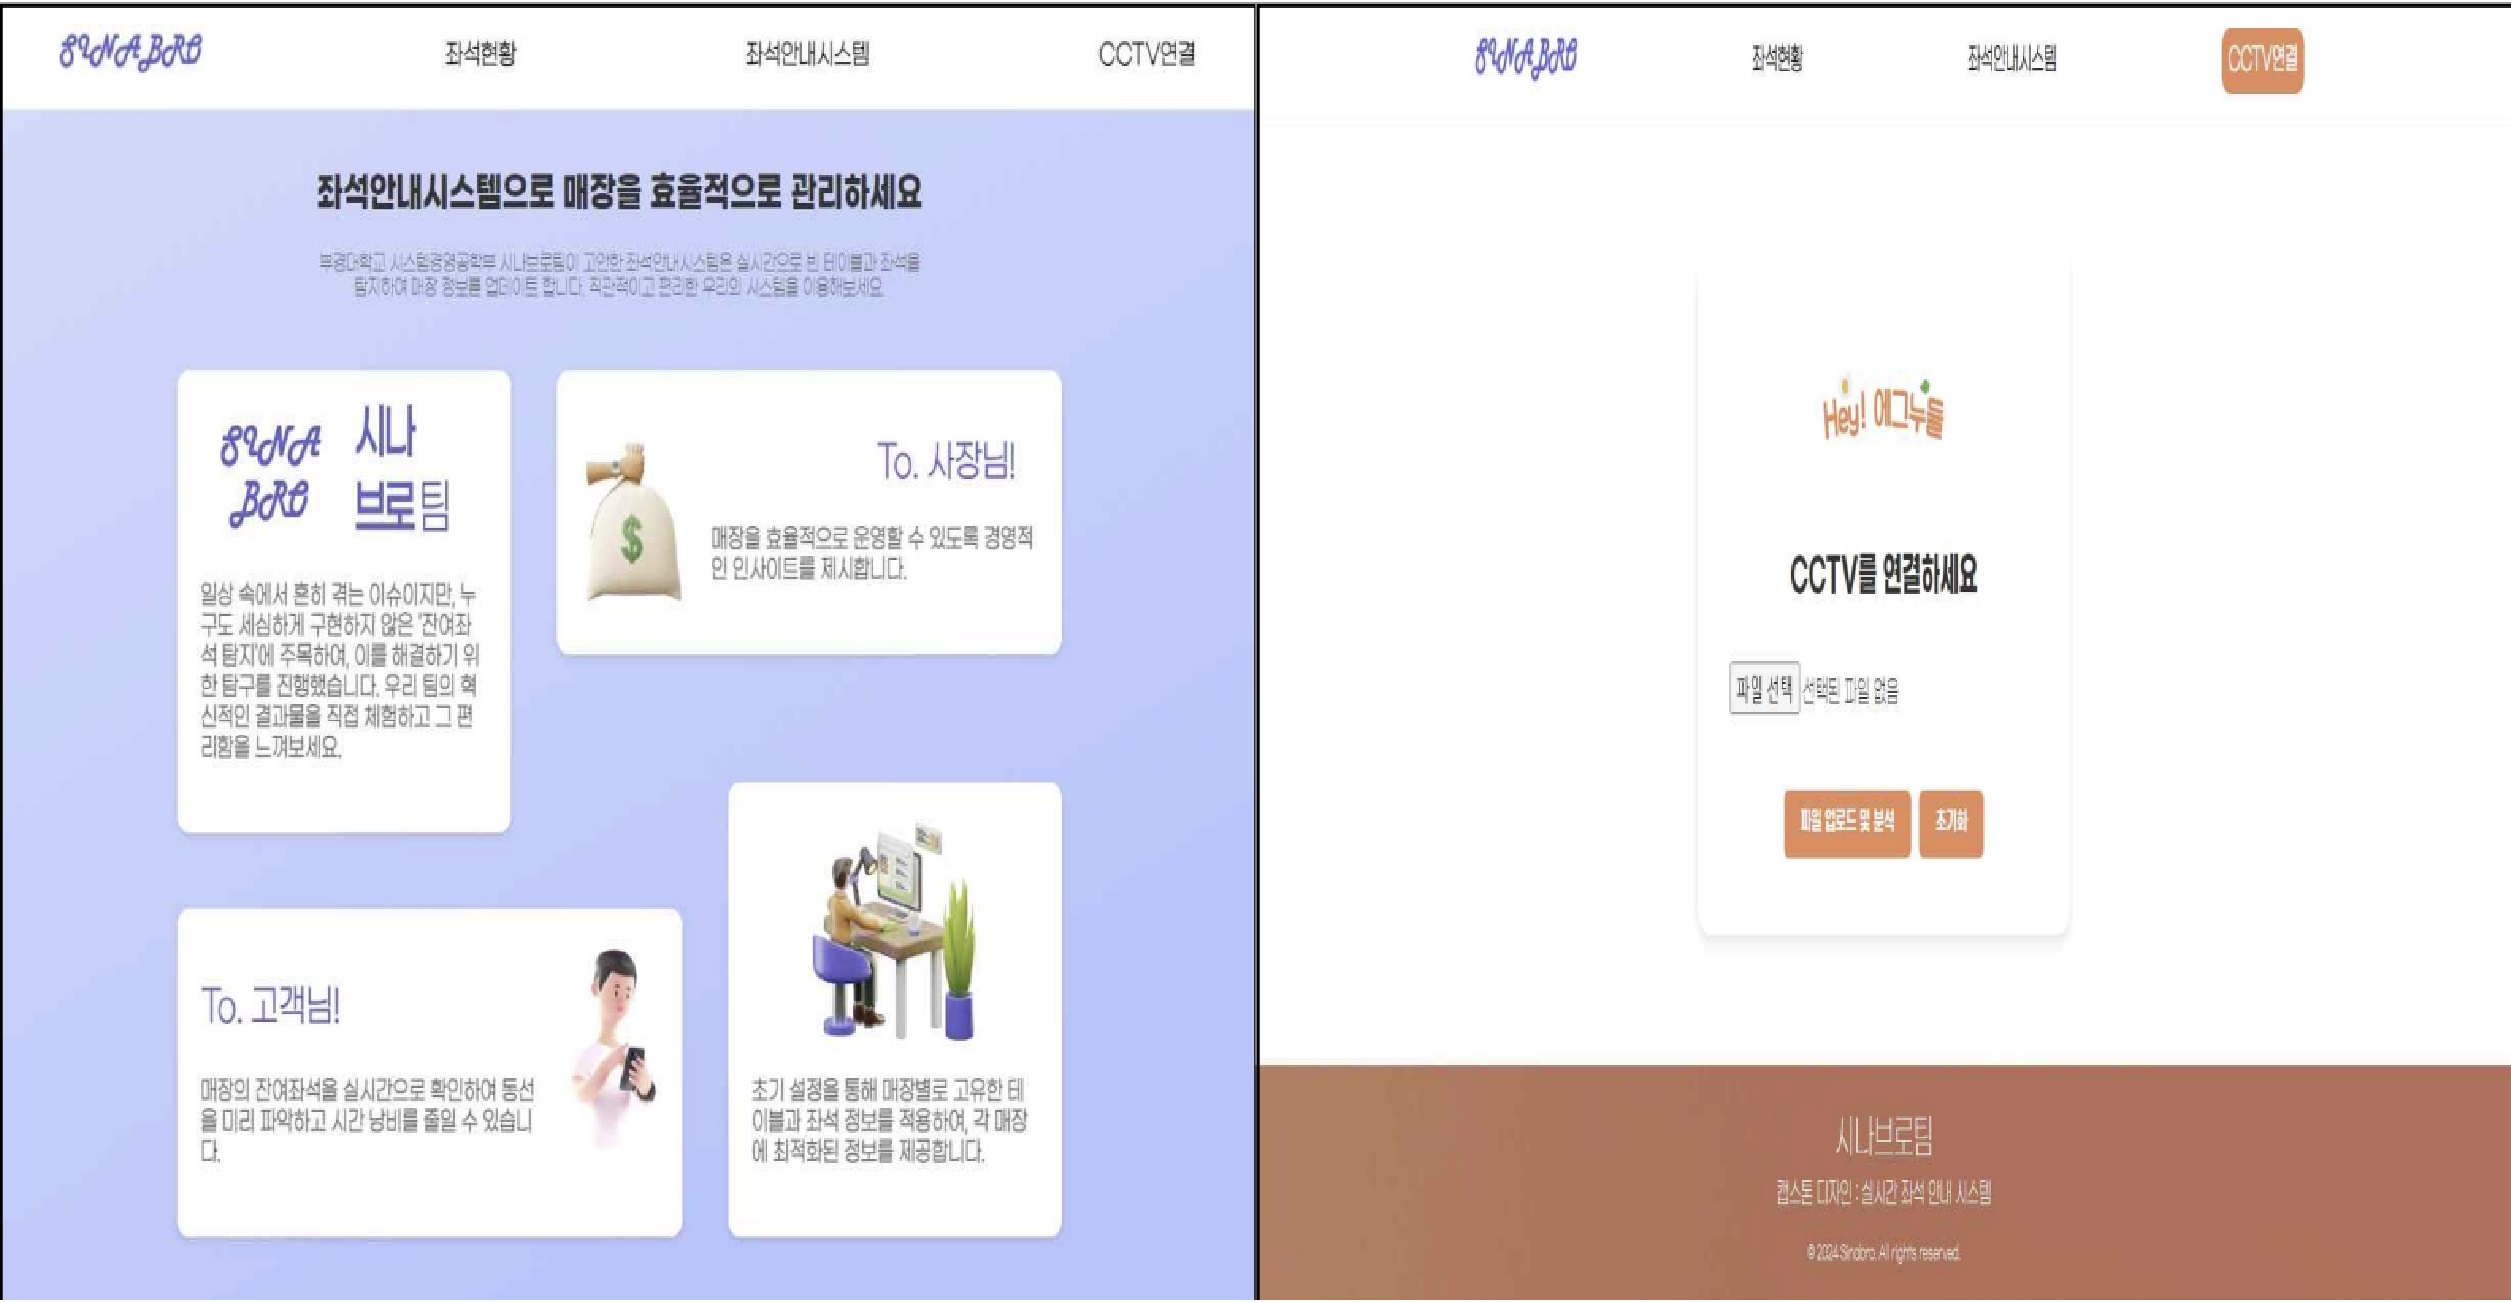 SINABRO
좌석현황
좌석안내시스템
CCTV연결
좌석안내시스템으로 매장을 효율적으로 관리하세요
부경대학교 시스템경영공학부 시나브로팀이 고안한 좌석안내시스템은 실시간으로 빈 테이블과 좌석을
탐지하여 매장 정보를 업데이트 합니다. 직관적이고 편리한 우리의 시스템을 이용해보세요.
SINA
BRO
시나
브로팀
일상 속에서 흔히 겪는 이슈이지만, 누
구도 세심하게 구현하지 않은 '잔여좌
석 탐지'에 주목하여, 이를 해결하기 위
한 탐구를 진행했습니다. 우리 팀의 혁
신적인 결과물을 직접 체험하고 그 편
리함을 느껴보세요.
To. 사장님!
매장을 효율적으로 운영할 수 있도록 경영적
인 인사이트를 제시합니다.
$
To. 고객님!
매장의 잔여좌석을 실시간으로 확인하여 동선
을 미리 파악하고 시간 낭비를 줄일 수 있습니
다.
초기 설정을 통해 매장별로 고유한 테
이블과 좌석 정보를 적용하여, 각 매장
에 최적화된 정보를 제공합니다.
SINABRO
좌석현황
좌석안내시스템
CCTV연결
Hey! 에그누들
CCTV를 연결하세요
파일 선택 선택된 파일 없음
파일 업로드 및 분석
초기화
시나브로팀
캡스톤 디자인 : 실시간 좌석 안내 시스템
© 2024 Sinabro. All rights reserved.